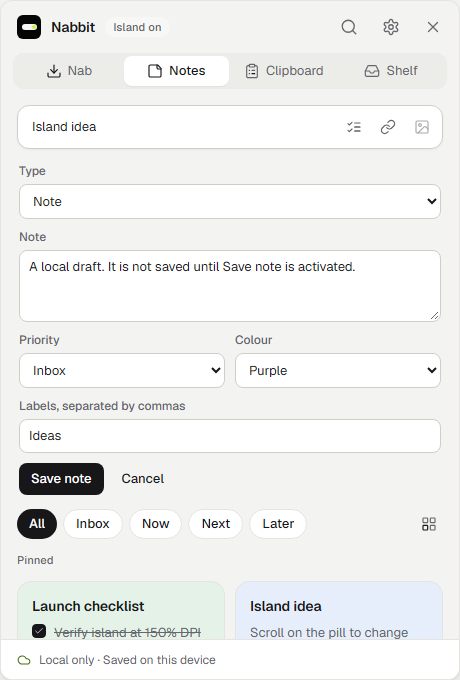 Nabbit Island on
Nab Notes Clipboard Shelf
Island idea
Type
Note
Note
A local draft. It is not saved until Save note is activated.
Priority Colour
Inbox Purple
Labels, separated by commas
Ideas
Save note Cancel
All Inbox Now Next Later
Pinned
Launch checklist Island idea
Verify island at 150% DPI Scroll on the pill to change
Local only · Saved on this device